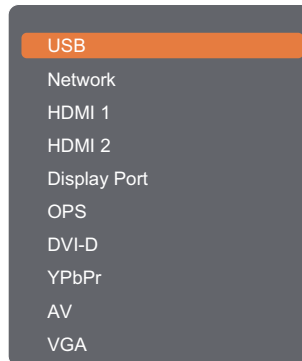 USB
Network
HDMI 1
HDMI 2
Display Port
OPS
DVI-D
YPbPr
AV
VGA